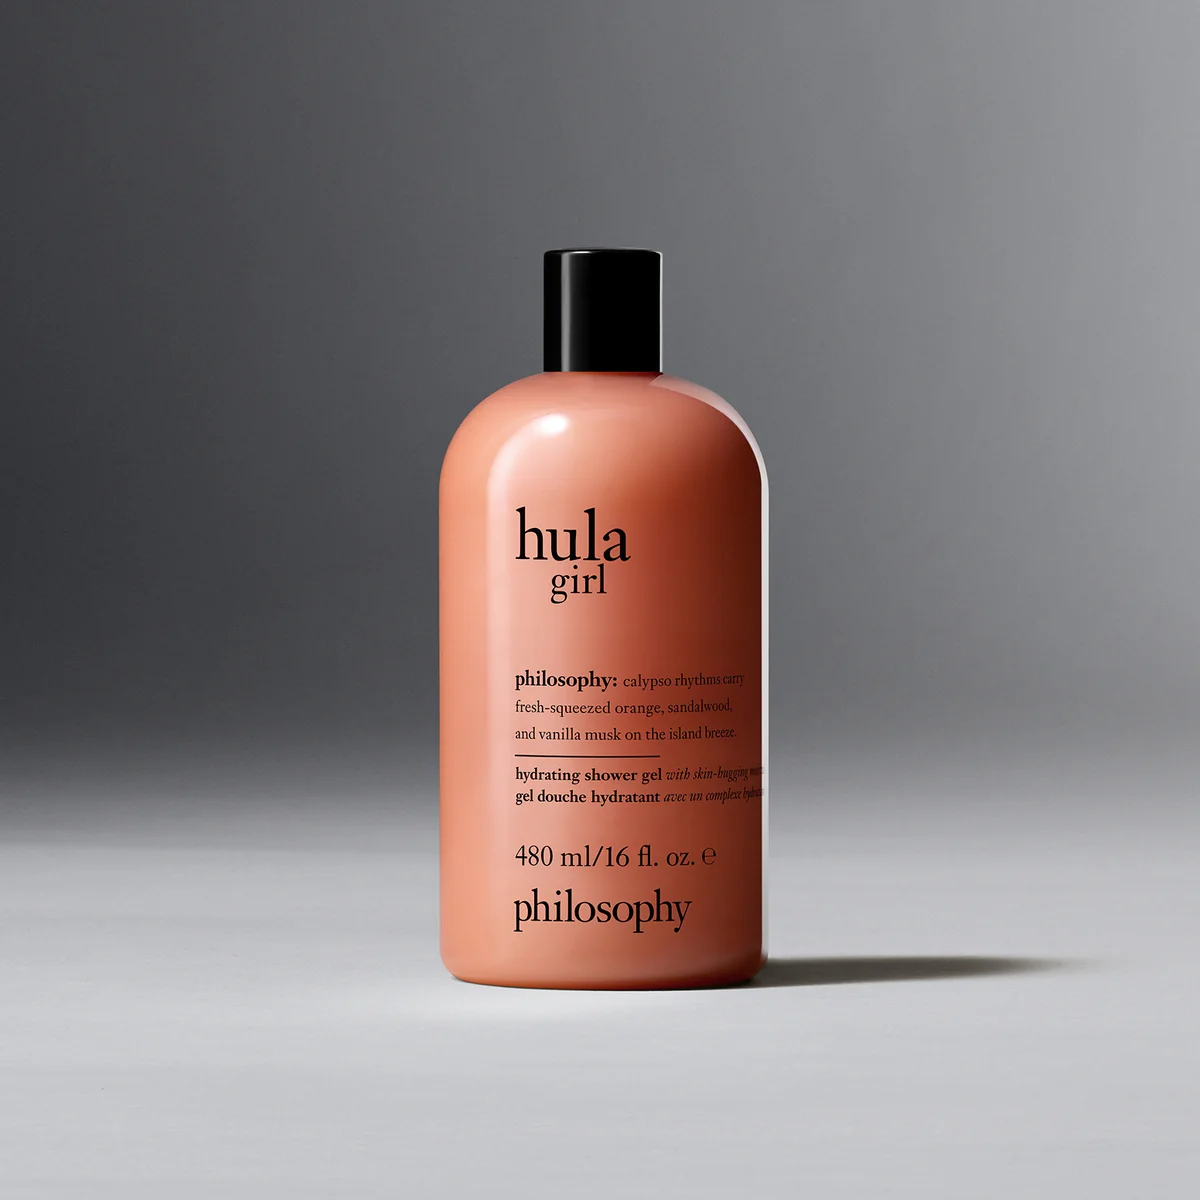 hula
girl
philosophy: calypso rhythms carry
fresh-squeezed orange, sandalwood,
and vanilla musk on the island breeze.
hydrating shower gel with skin-hugging
gel douche hydratant avec un complexe
480 ml/16 fl. oz. ℮
philosophy